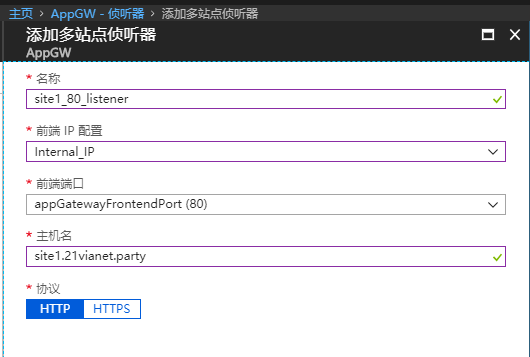 主页 > AppGW - 侦听器 > 添加多站点侦听器
添加多站点侦听器
AppGW
* 名称
site1_80_listener
* 前端 IP 配置
Internal_IP
* 前端端口
appGatewayFrontendPort (80)
* 主机名
site1.21vianet.party
* 协议
HTTP HTTPS